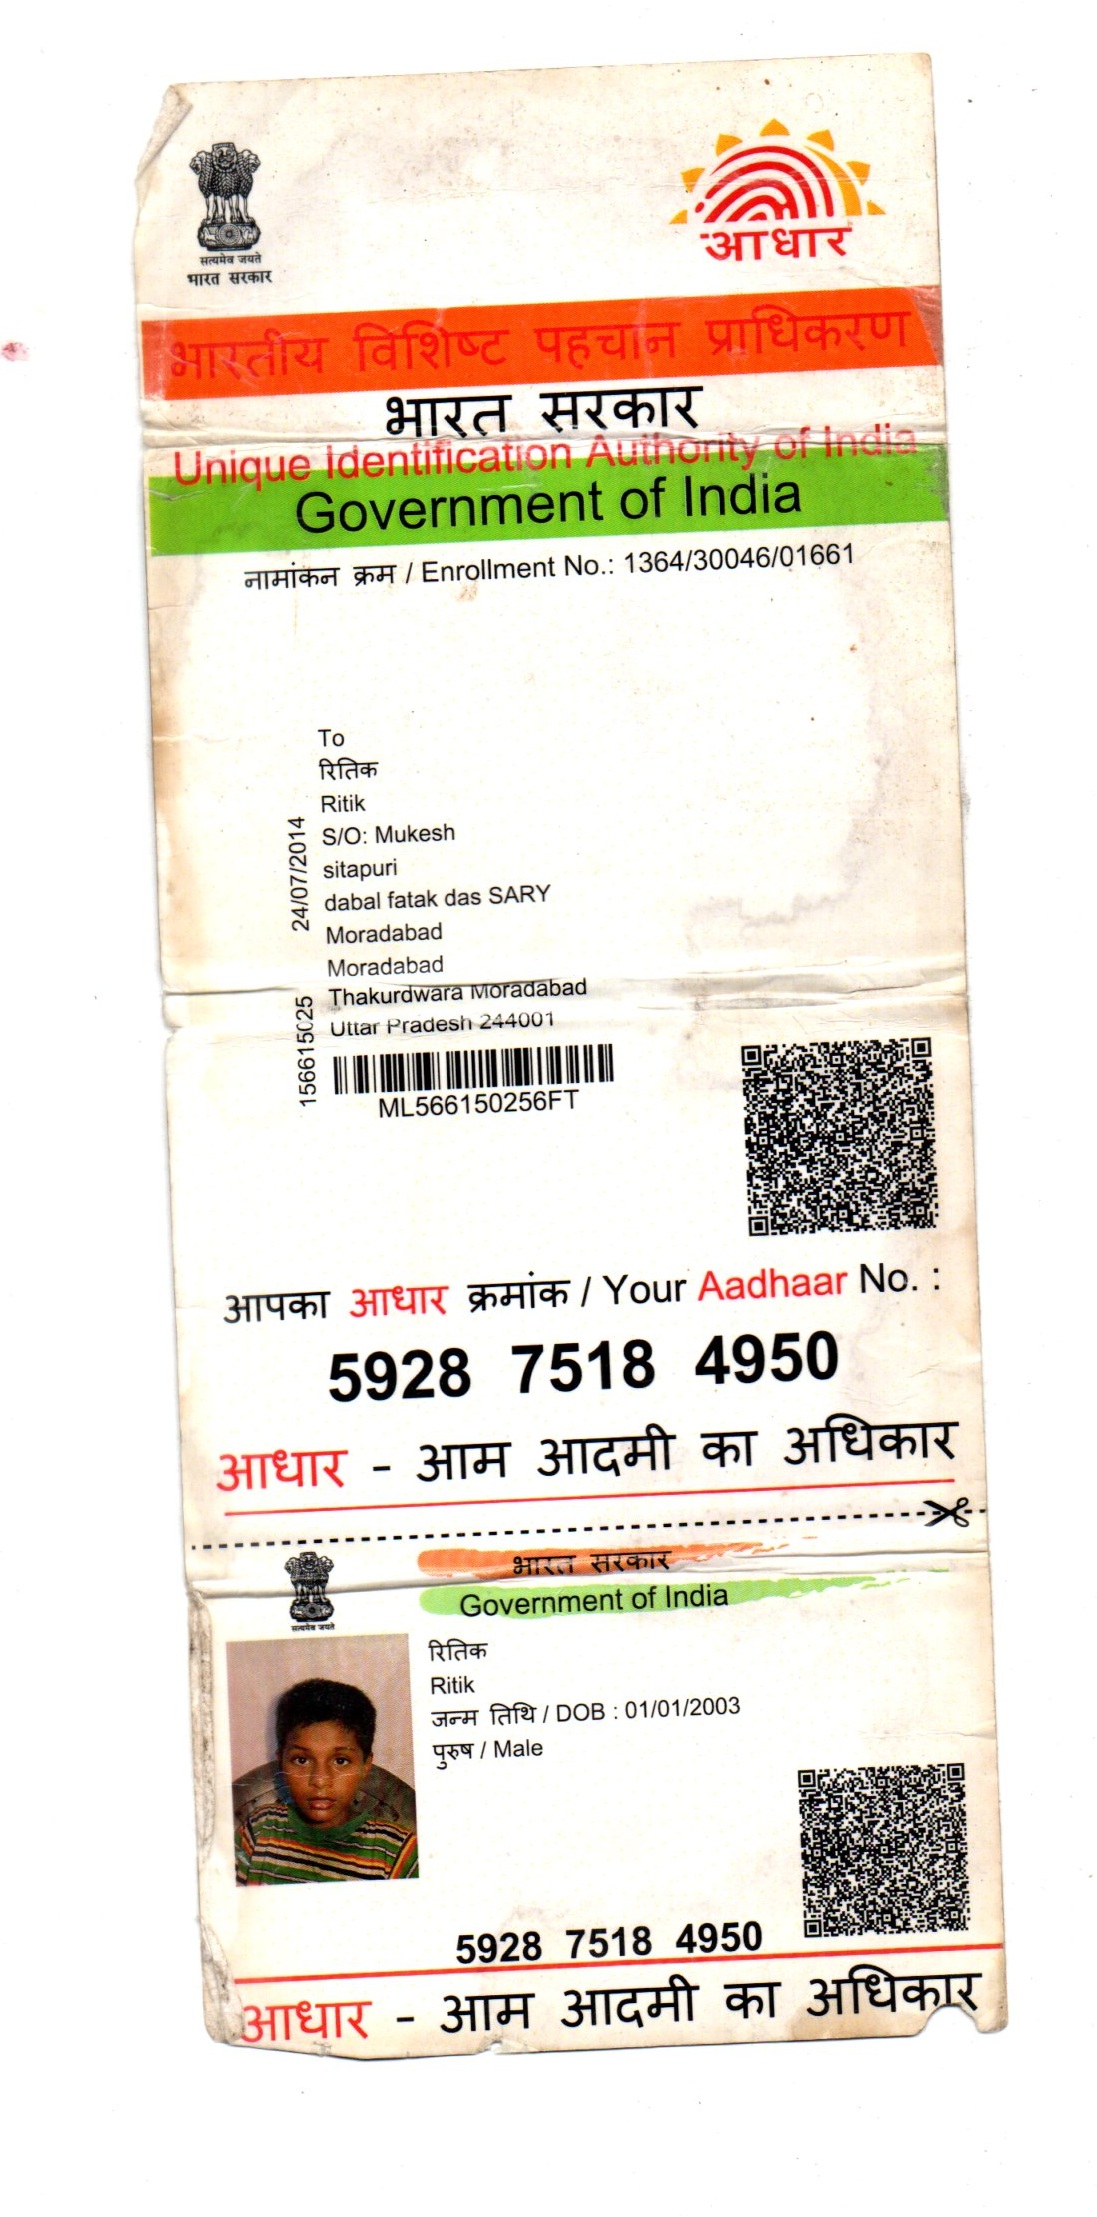 सत्यमेव जयते
भारत सरकार
आधार
भारतीय विशिष्ट पहचान प्राधिकरण
भारत सरकार
Unique Identification Authority of India
Government of India
नामांकन क्रम / Enrollment No.: 1364/30046/01661
To
रितिक
Ritik
S/O: Mukesh
sitapuri
dabal fatak das SARY
Moradabad
Moradabad
Thakurdwara Moradabad
Uttar Pradesh 244001
24/07/2014
156615025
ML566150256FT
आपका आधार क्रमांक / Your Aadhaar No. :
5928 7518 4950
आधार - आम आदमी का अधिकार
भारत सरकार
Government of India
सत्यमेव जयते
रितिक
Ritik
जन्म तिथि / DOB : 01/01/2003
पुरुष / Male
5928 7518 4950
आधार - आम आदमी का अधिकार